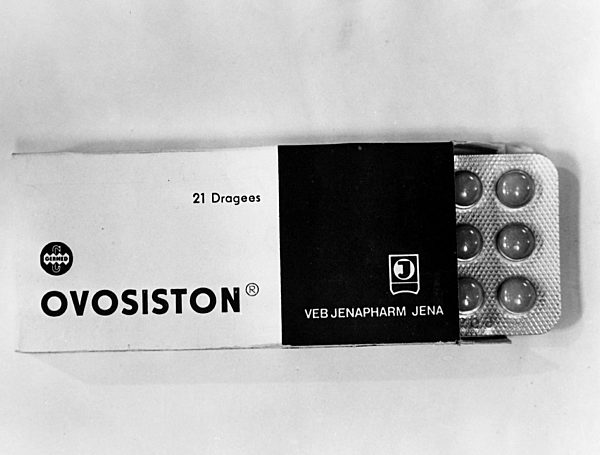 21 Dragees
GERMED
OVOSISTON®
VEB JENAPHARM JENA